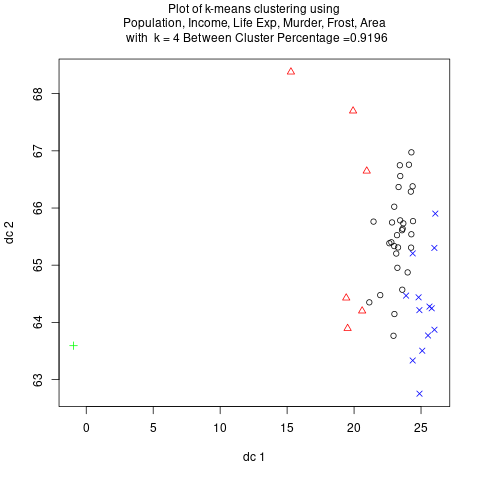 Plot of k-means clustering using
Population, Income, Life Exp, Murder, Frost, Area
with k = 4 Between Cluster Percentage =0.9196
68
67
66
65
64
63
dc 2
0
5
10
15
20
25
dc 1